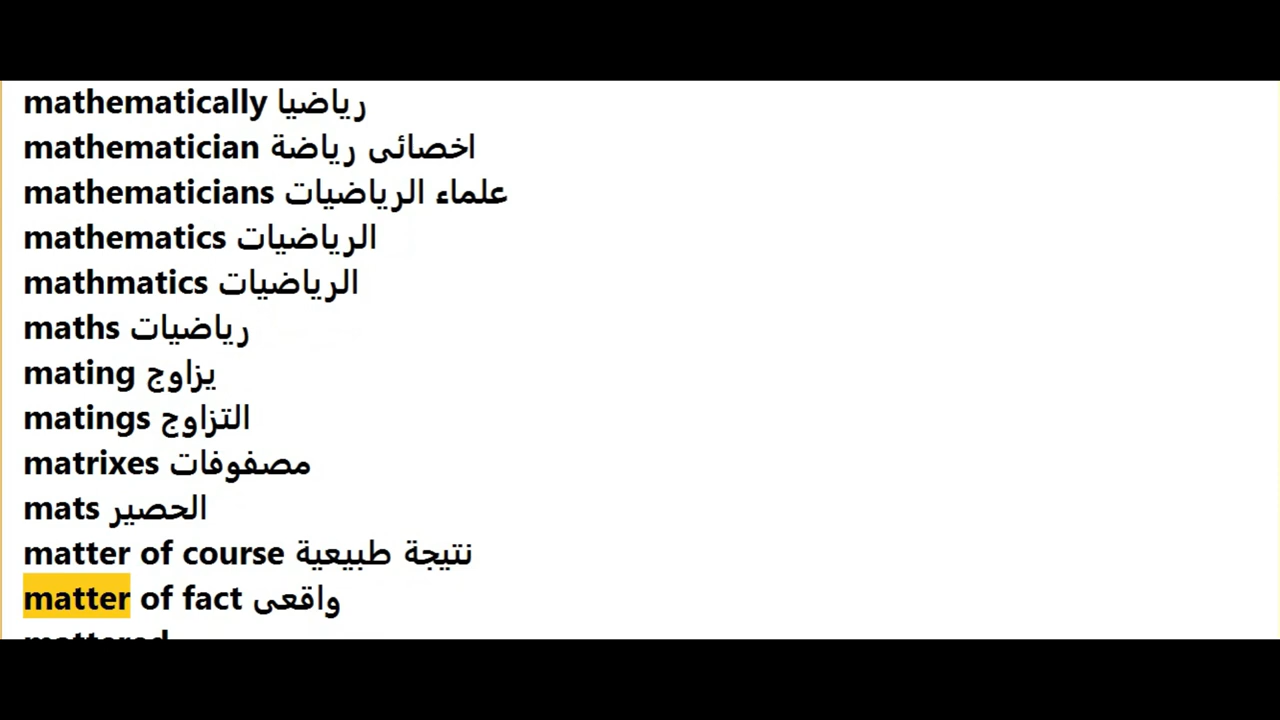 mathematically رياضيا
mathematician اخصائى رياضة
mathematicians علماء الرياضيات
mathematics الرياضيات
mathmatics الرياضيات
maths رياضيات
mating يزاوج
matings التزاوج
matrixes مصفوفات
mats الحصير
matter of course نتيجة طبيعية
matter of fact واقعى
mattered